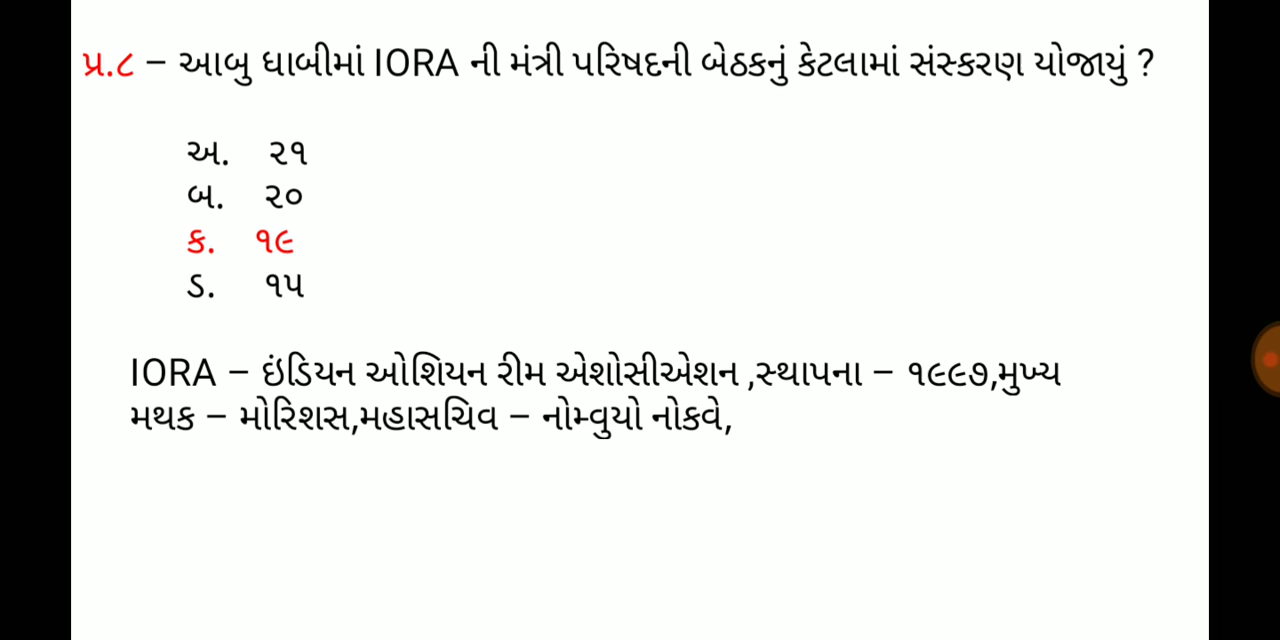 પ્ર.૮ – આબુ ધાબીમાં IORA ની મંત્રી પરિષદની બેઠકનું કેટલામાં સંસ્કરણ યોજાયું ?
અ. ૨૧
બ. ૨૦
ક. ૧૯
ડ. ૧૫
IORA – ઇંડિયન ઓશિયન રીમ એશોસીએશન ,સ્થાપના – ૧૯૯૭,મુખ્ય
મથક – મોરિશસ,મહાસચિવ – નોમ્વુયો નોકવે,